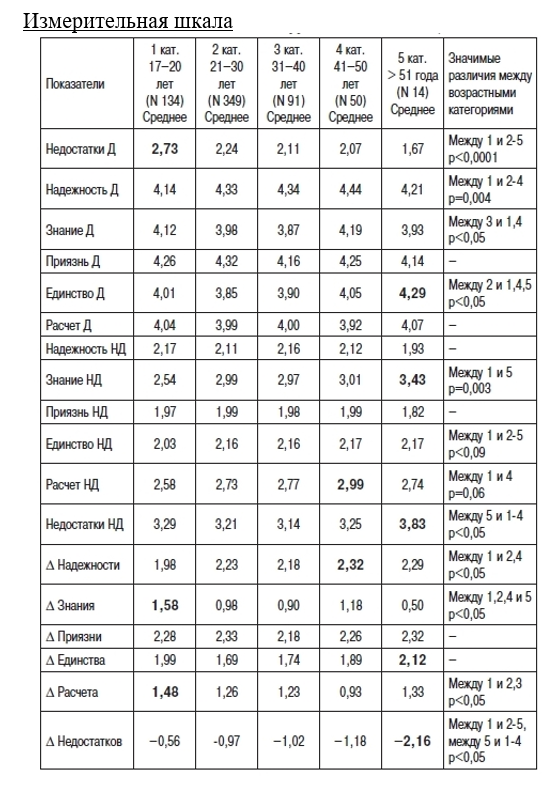 Измерительная шкала
Показатели | 1 кат. 17–20 лет (N 134) Среднее | 2 кат. 21–30 лет (N 349) Среднее | 3 кат. 31–40 лет (N 91) Среднее | 4 кат. 41–50 лет (N 50) Среднее | 5 кат. > 51 года (N 14) Среднее | Значимые различия между возрастными категориями
Недостатки Д | 2,73 | 2,24 | 2,11 | 2,07 | 1,67 | Между 1 и 2-5 p<0,0001
Надежность Д | 4,14 | 4,33 | 4,34 | 4,44 | 4,21 | Между 1 и 2-4 p=0,004
Знание Д | 4,12 | 3,98 | 3,87 | 4,19 | 3,93 | Между 3 и 1,4 p<0,05
Приязнь Д | 4,26 | 4,32 | 4,16 | 4,25 | 4,14 | –
Единство Д | 4,01 | 3,85 | 3,90 | 4,05 | 4,29 | Между 2 и 1,4,5 p<0,05
Расчет Д | 4,04 | 3,99 | 4,00 | 3,92 | 4,07 | –
Надежность НД | 2,17 | 2,11 | 2,16 | 2,12 | 1,93 | –
Знание НД | 2,54 | 2,99 | 2,97 | 3,01 | 3,43 | Между 1 и 5 p=0,003
Приязнь НД | 1,97 | 1,99 | 1,98 | 1,99 | 1,82 | –
Единство НД | 2,03 | 2,16 | 2,16 | 2,17 | 2,17 | Между 1 и 2-5 p<0,09
Расчет НД | 2,58 | 2,73 | 2,77 | 2,99 | 2,74 | Между 1 и 4 p=0,06
Недостатки НД | 3,29 | 3,21 | 3,14 | 3,25 | 3,83 | Между 5 и 1-4 p<0,05
Δ Надежности | 1,98 | 2,23 | 2,18 | 2,32 | 2,29 | Между 1 и 2,4 p<0,05
Δ Знания | 1,58 | 0,98 | 0,90 | 1,18 | 0,50 | Между 1,2,4 и 5 p<0,05
Δ Приязни | 2,28 | 2,33 | 2,18 | 2,26 | 2,32 | –
Δ Единства | 1,99 | 1,69 | 1,74 | 1,89 | 2,12 | –
Δ Расчета | 1,48 | 1,26 | 1,23 | 0,93 | 1,33 | Между 1 и 2,3 p<0,05
Δ Недостатков | –0,56 | -0,97 | –1,02 | –1,18 | –2,16 | Между 1 и 2-5, между 5 и 1-4 p<0,05